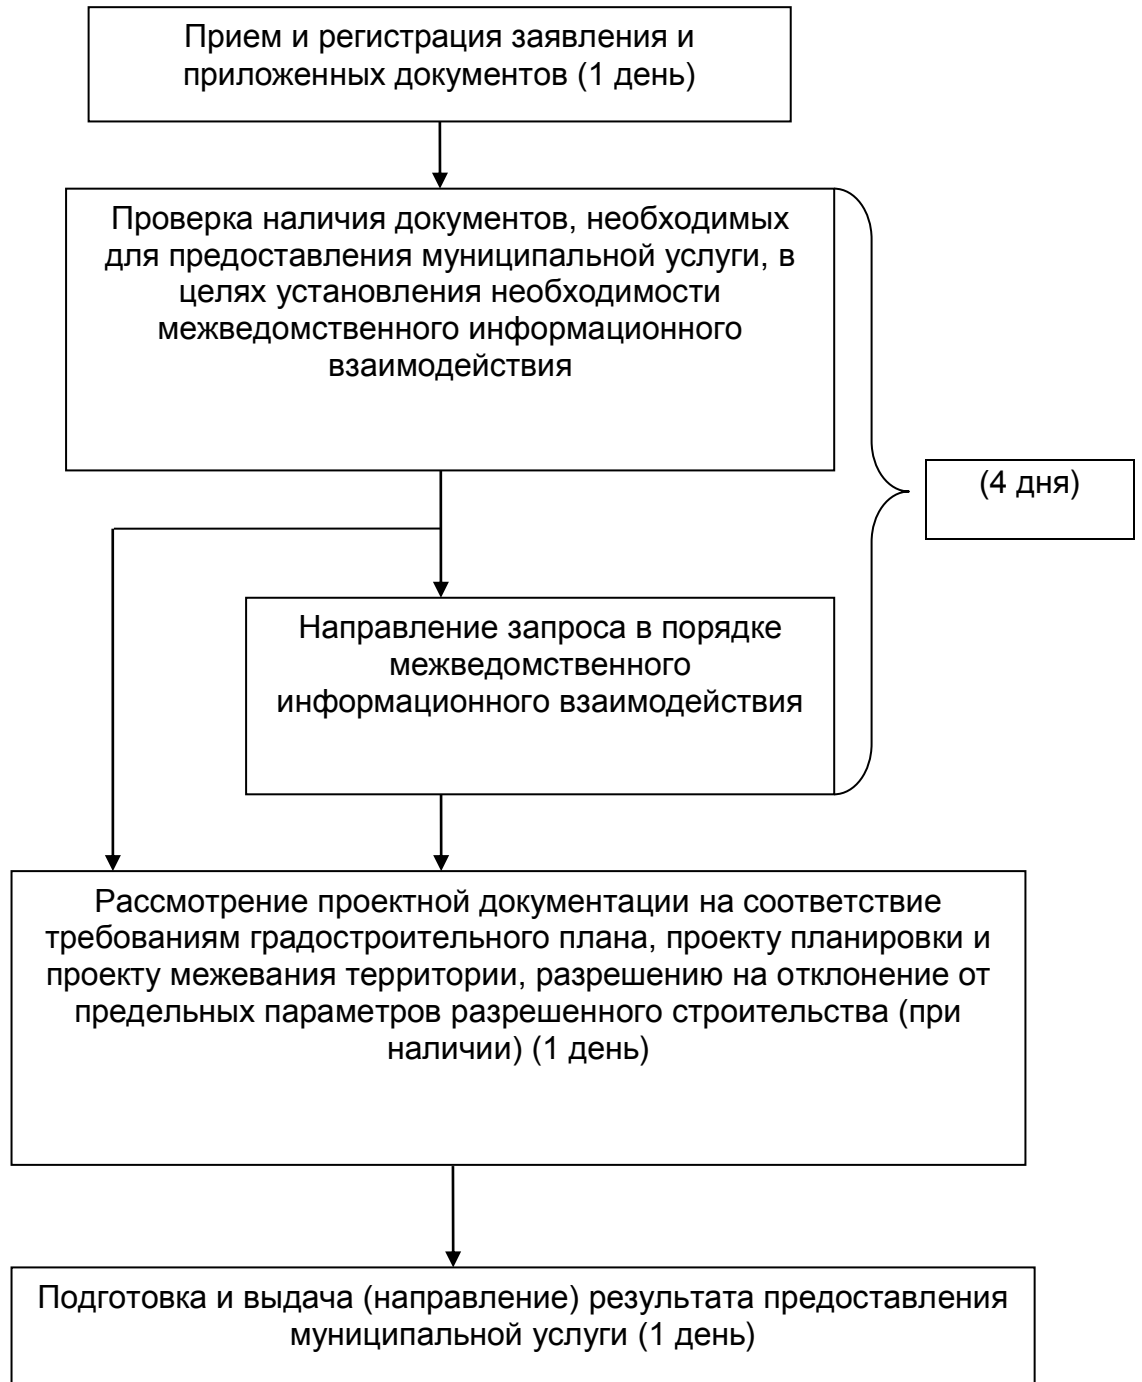 Прием и регистрация заявления и
приложенных документов (1 день)
Проверка наличия документов, необходимых
для предоставления муниципальной услуги, в
целях установления необходимости
межведомственного информационного
взаимодействия
(4 дня)
Направление запроса в порядке
межведомственного
информационного взаимодействия
Рассмотрение проектной документации на соответствие
требованиям градостроительного плана, проекту планировки и
проекту межевания территории, разрешению на отклонение от
предельных параметров разрешенного строительства (при
наличии) (1 день)
Подготовка и выдача (направление) результата предоставления
муниципальной услуги (1 день)